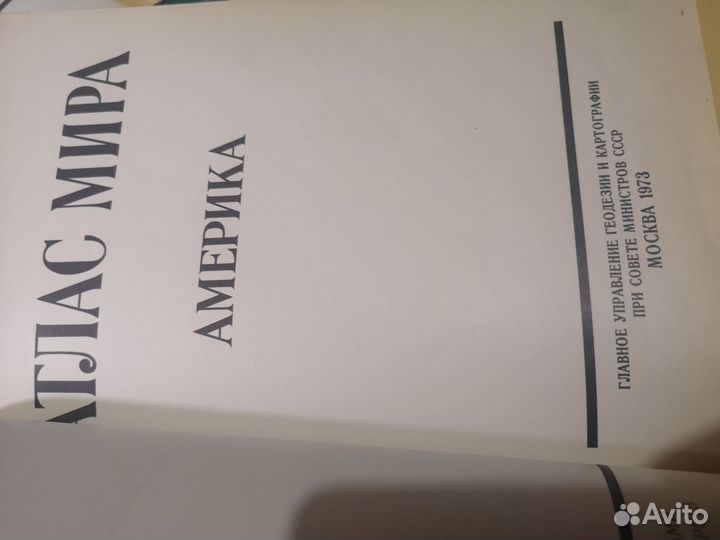 АТЛАС МИРА
АМЕРИКА
ГЛАВНОЕ УПРАВЛЕНИЕ ГЕОДЕЗИИ И КАРТОГРАФИИ
ПРИ СОВЕТЕ МИНИСТРОВ СССР
МОСКВА 1973
Avito